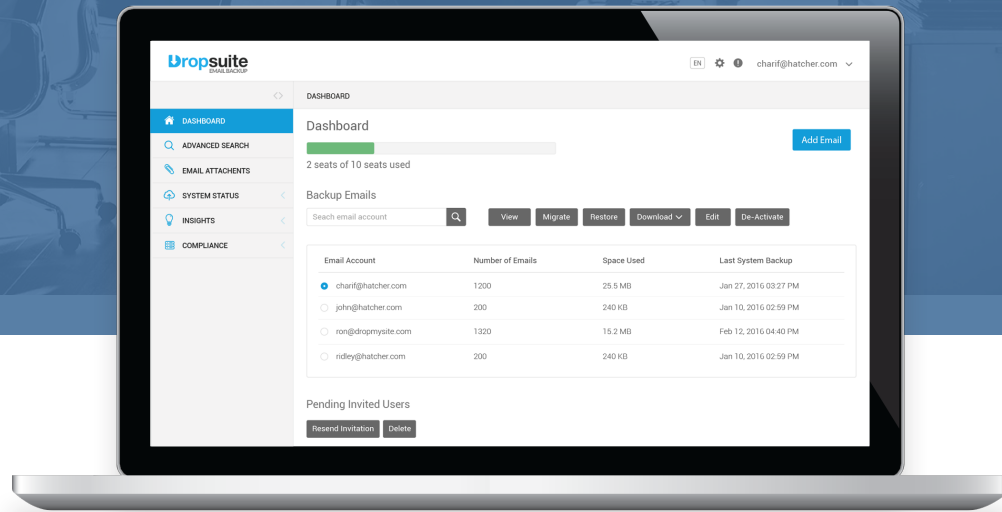 Dropsuite
EMAIL BACKUP
EN
charif@hatcher.com
DASHBOARD
DASHBOARD
ADVANCED SEARCH
EMAIL ATTACHENTS
SYSTEM STATUS
INSIGHTS
COMPLIANCE
Dashboard
Add Email
2 seats of 10 seats used
Backup Emails
Seach email account
View Migrate Restore Download Edit De-Activate
Email Account Number of Emails Space Used Last System Backup
charif@hatcher.com 1200 25.5 MB Jan 27, 2016 03:27 PM
john@hatcher.com 200 240 KB Jan 10, 2016 02:59 PM
ron@dropmysite.com 1320 15.2 MB Feb 12, 2016 04:40 PM
ridley@hatcher.com 200 240 KB Jan 10, 2016 02:59 PM
Pending Invited Users
Resend Invitation Delete